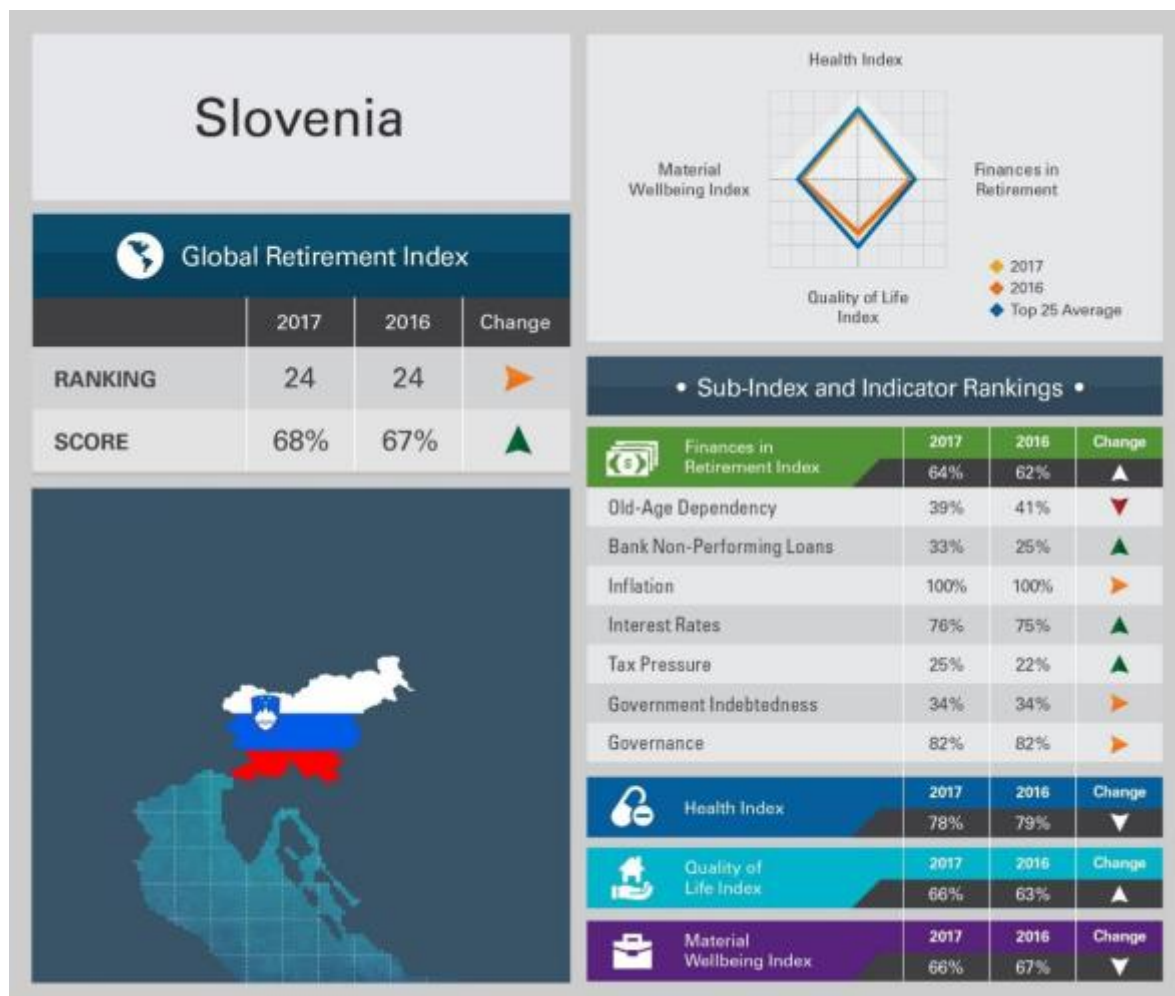 Slovenia
Global Retirement Index
2017 2016 Change
RANKING 24 24
SCORE 68% 67%
Health Index
Material
Wellbeing Index
Finances in
Retirement
Quality of Life
Index
2017
2016
Top 25 Average
• Sub-Index and Indicator Rankings •
Finances in
Retirement Index
2017 2016 Change
64% 62%
Old-Age Dependency 39% 41%
Bank Non-Performing Loans 33% 25%
Inflation 100% 100%
Interest Rates 76% 75%
Tax Pressure 25% 22%
Government Indebtedness 34% 34%
Governance 82% 82%
Health Index
2017 2016 Change
78% 79%
Quality of
Life Index
2017 2016 Change
66% 63%
Material
Wellbeing Index
2017 2016 Change
66% 67%